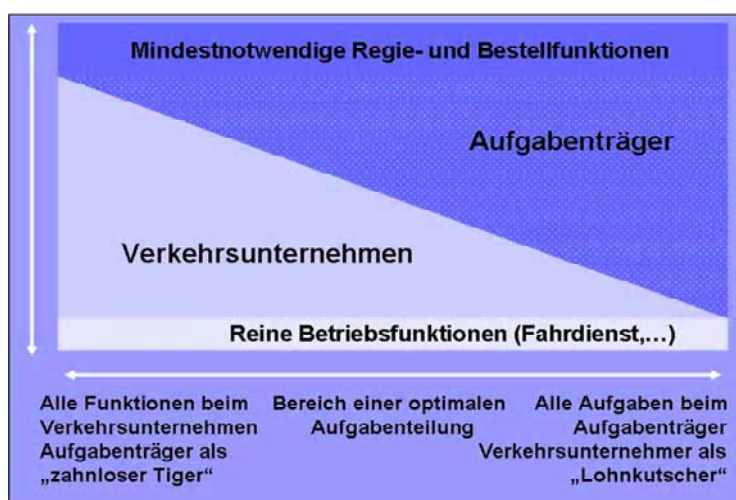 Mindestnotwendige Regie- und Bestellfunktionen
Aufgabenträger
Verkehrsunternehmen
Reine Betriebsfunktionen (Fahrdienst,...)
Alle Funktionen beim
Verkehrsunternehmen
Aufgabenträger als
„zahnloser Tiger“
Bereich einer optimalen
Aufgabenteilung
Alle Aufgaben beim
Aufgabenträger
Verkehrsunternehmer als
„Lohnkutscher“